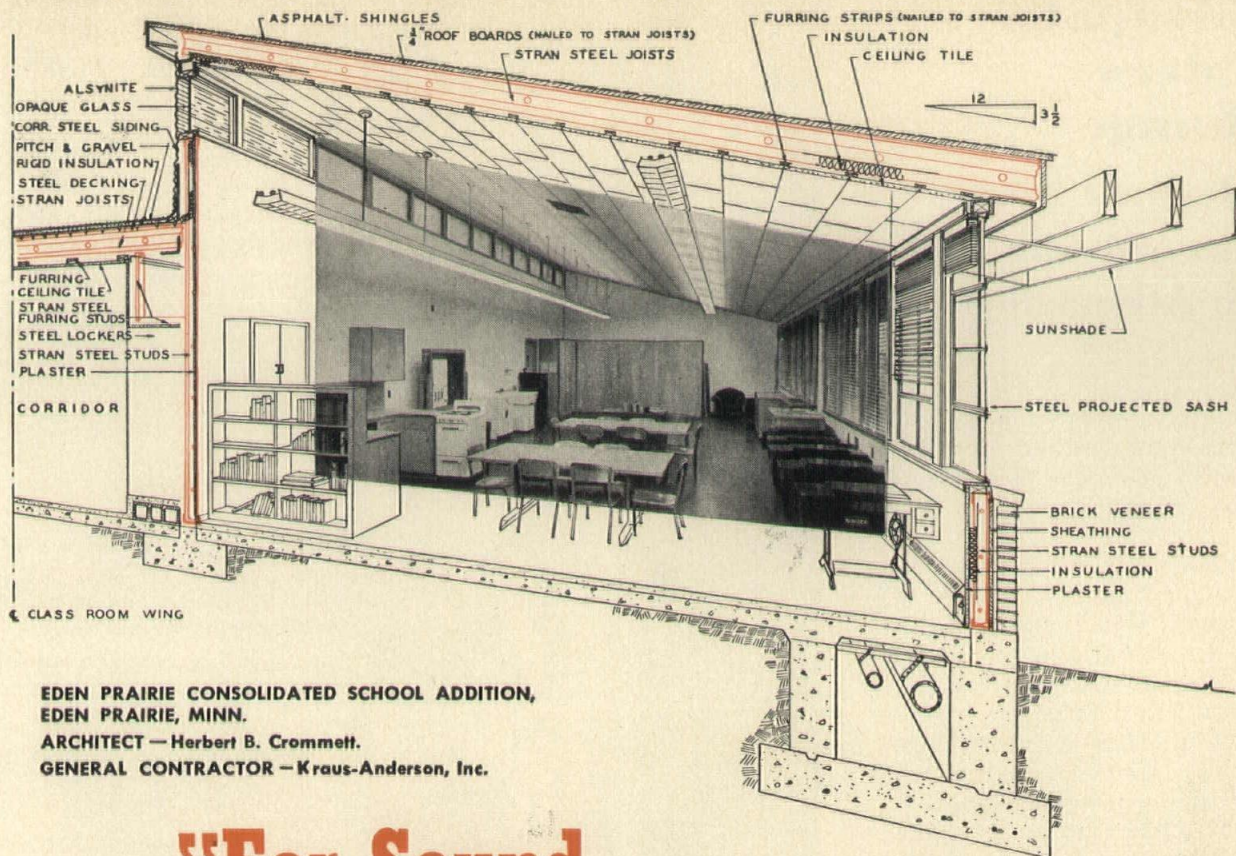 ASPHALT- SHINGLES
3/4" ROOF BOARDS (NAILED TO STRAN JOISTS)
STRAN STEEL JOISTS
FURRING STRIPS (NAILED TO STRAN JOISTS)
INSULATION
CEILING TILE
12
3 1/2
ALSYNITE
OPAQUE GLASS
CORR. STEEL SIDING
PITCH & GRAVEL
RIGID INSULATION
STEEL DECKING
STRAN JOISTS
FURRING
CEILING TILE
STRAN STEEL
FURRING STUDS
STEEL LOCKERS
STRAN STEEL STUDS
PLASTER
CORRIDOR
SUNSHADE
STEEL PROJECTED SASH
BRICK VENEER
SHEATHING
STRAN STEEL STUDS
INSULATION
PLASTER
℄ CLASS ROOM WING
EDEN PRAIRIE CONSOLIDATED SCHOOL ADDITION,
EDEN PRAIRIE, MINN.
ARCHITECT — Herbert B. Crommett.
GENERAL CONTRACTOR — Kraus-Anderson, Inc.
"For Sound